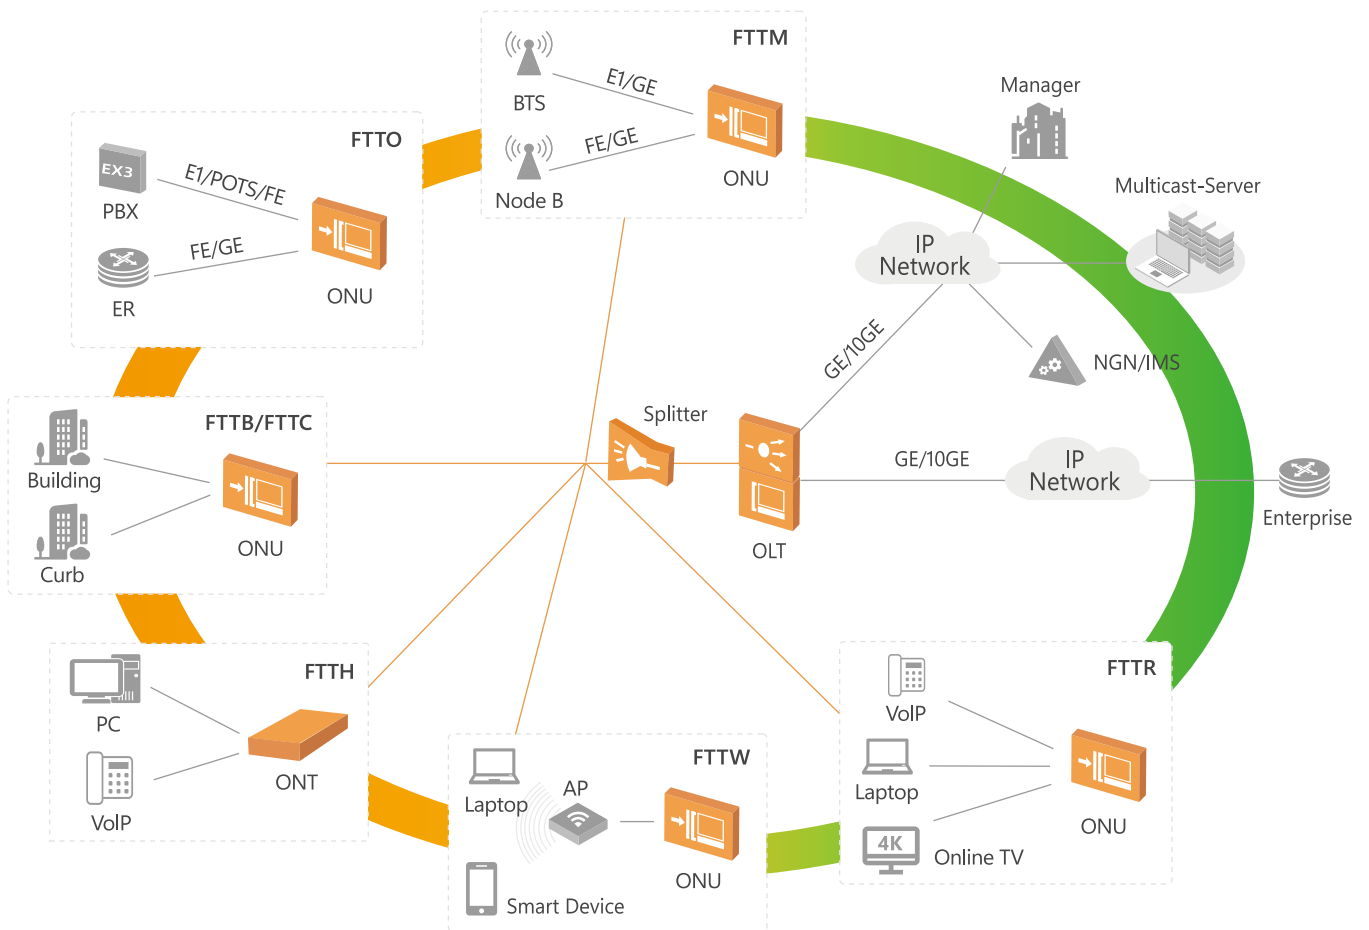 FTTM
BTS
E1/GE
FE/GE
Node B
ONU
Manager
Multicast-Server
IP
Network
NGN/IMS
GE/10GE
FTTO
EX3
PBX
E1/POTS/FE
FE/GE
ER
ONU
FTTB/FTTC
Building
Curb
ONU
Splitter
OLT
GE/10GE
IP
Network
Enterprise
FTTH
PC
VoIP
ONT
FTTW
Laptop
AP
Smart Device
ONU
FTTR
VoIP
Laptop
4K
Online TV
ONU